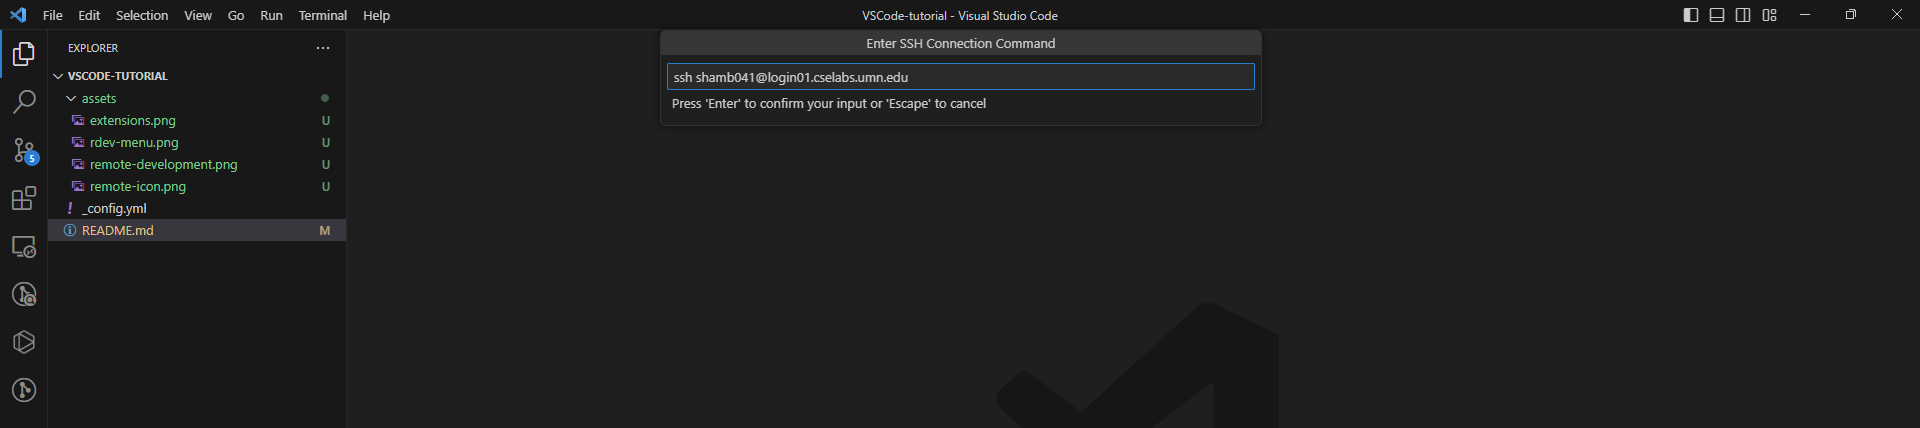 File Edit Selection View Go Run Terminal Help
VSCode-tutorial - Visual Studio Code
EXPLORER
VSCODE-TUTORIAL
assets
extensions.png U
rdev-menu.png U
remote-development.png U
remote-icon.png U
! _config.yml
README.md M
5
Enter SSH Connection Command
ssh shamb041@login01.cselabs.umn.edu
Press 'Enter' to confirm your input or 'Escape' to cancel